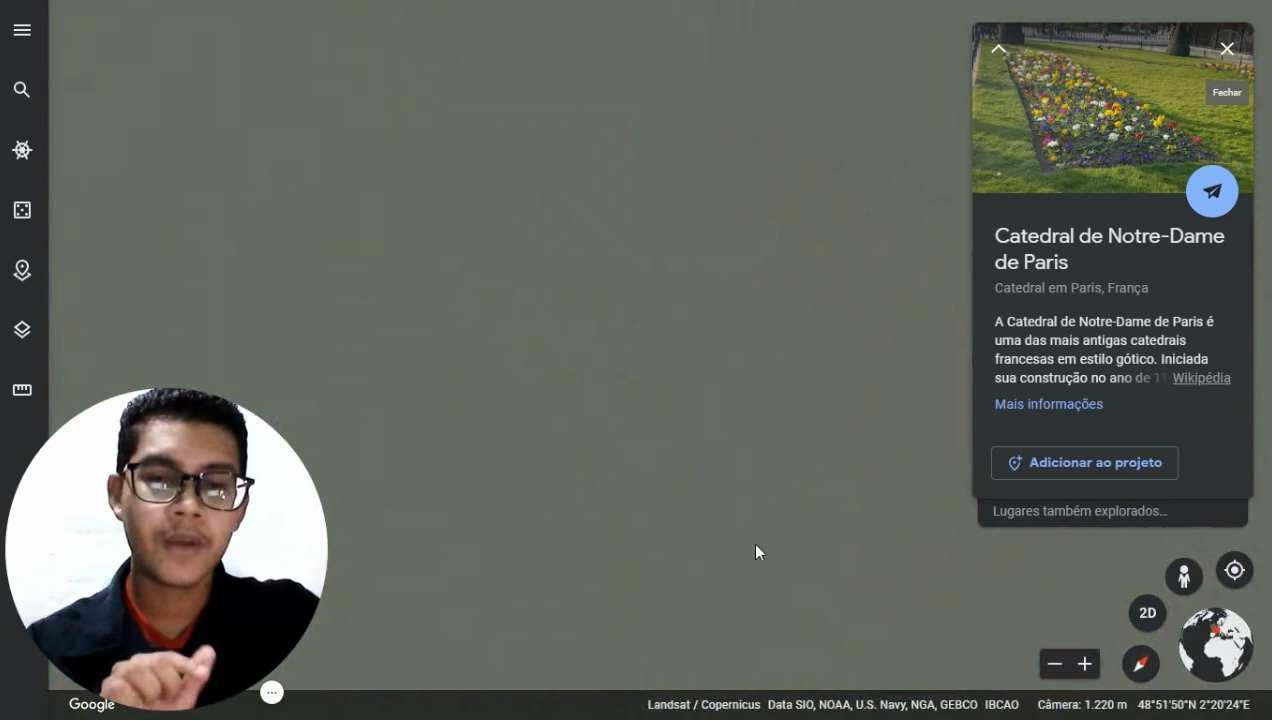 Fechar
Catedral de Notre-Dame
de Paris
Catedral em Paris, França
A Catedral de Notre-Dame de Paris é
uma das mais antigas catedrais
francesas em estilo gótico. Iniciada
sua construção no ano de 11 Wikipédia
Mais informações
Adicionar ao projeto
Lugares também explorados...
2D
Google
Landsat / Copernicus Data SIO, NOAA, U.S. Navy, NGA, GEBCO IBCAO Câmera: 1.220 m 48°51'50"N 2°20'24"E